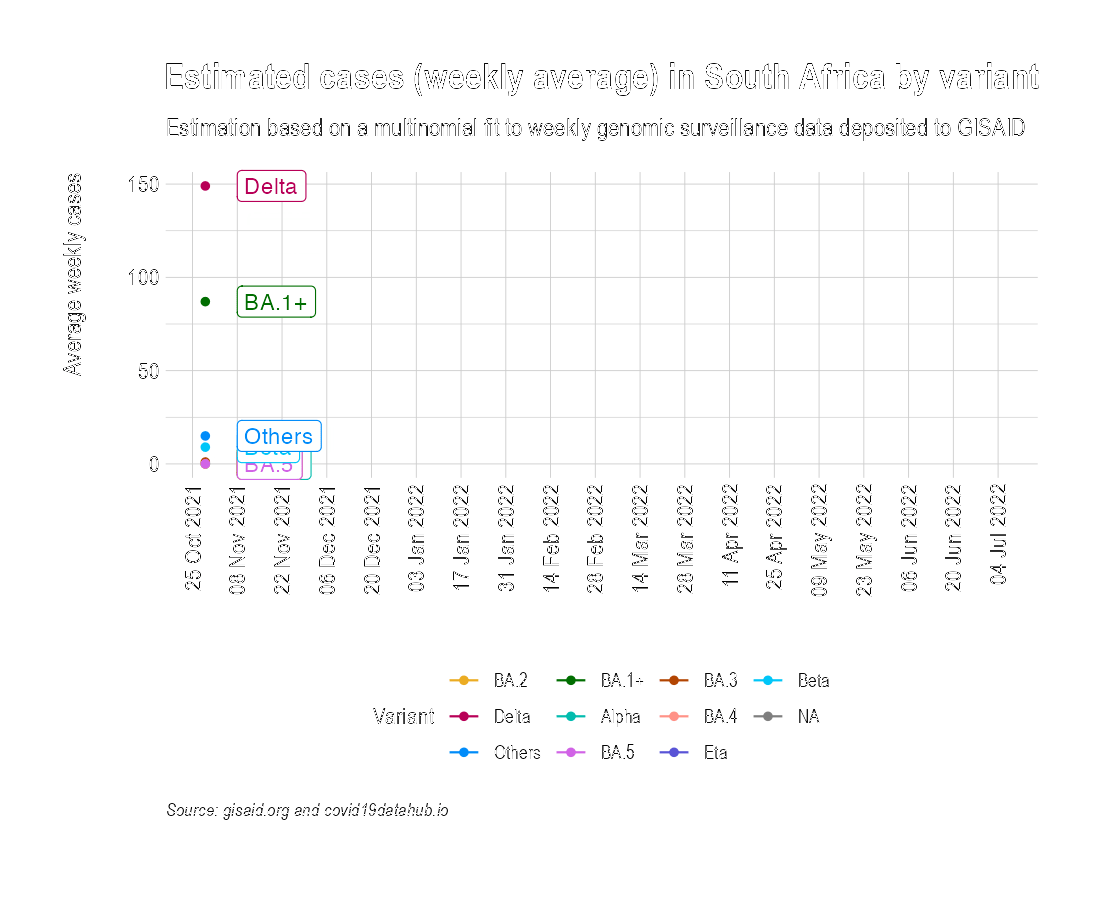 Estimated cases (weekly average) in South Africa by variant
Estimation based on a multinomial fit to weekly genomic surveillance data deposited to GISAID
Average weekly cases
150
100
50
0
Delta
BA.1+
Others
Beta
BA.5
25 Oct 2021
08 Nov 2021
22 Nov 2021
06 Dec 2021
20 Dec 2021
03 Jan 2022
17 Jan 2022
31 Jan 2022
14 Feb 2022
28 Feb 2022
14 Mar 2022
28 Mar 2022
11 Apr 2022
25 Apr 2022
09 May 2022
23 May 2022
06 Jun 2022
20 Jun 2022
04 Jul 2022
Variant
BA.2 BA.1+ BA.3 Beta
Delta Alpha BA.4 NA
Others BA.5 Eta
Source: gisaid.org and covid19datahub.io